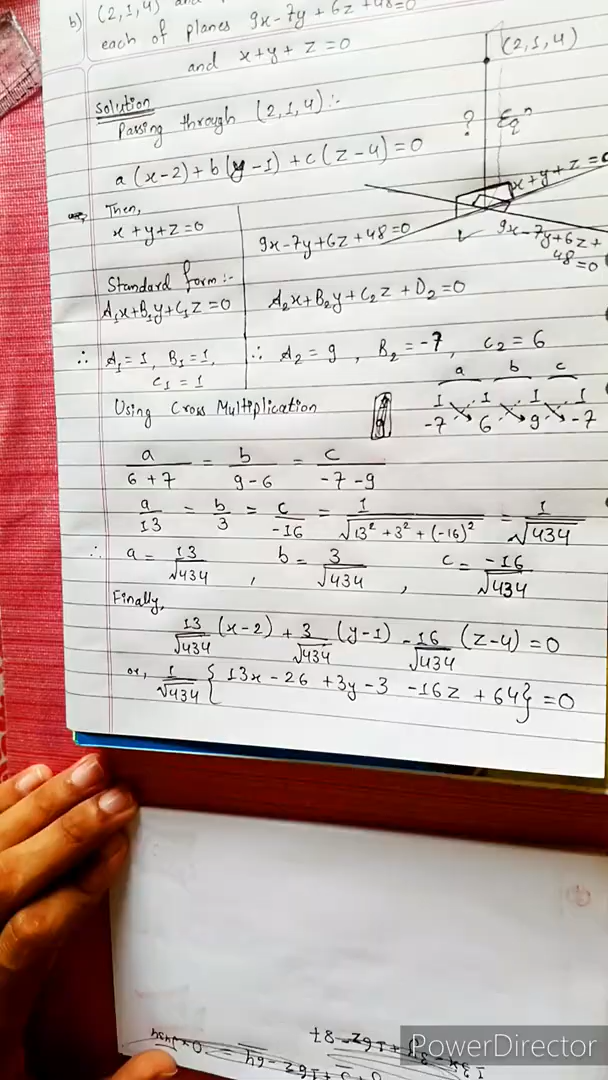 b) (2,1,4) and
each of planes 9x-7y+6z+48=0
and x+y+z=0
(2,1,4)
Solution
Passing through (2,1,4):-
? Eqⁿ
a(x-2)+b(y-1)+c(z-4)=0
x+y+z=0
Then,
x+y+z=0
9x-7y+6z+48=0
9x-7y+6z+
48=0
Standard form:-
A₁x+B₁y+C₁z=0
A₂x+B₂y+C₂z+D₂=0
∴ A₁=1, B₁=1,
C₁=1
∴ A₂=9, B₂=-7, C₂=6
a b c
Using Cross Multiplication
1 1 1 1
-7 6 9 -7
a/(6+7) = b/(9-6) = c/(-7-9)
a/13 = b/3 = c/-16 = 1/√(13²+3²+(-16)²) = 1/√434
∴ a = 13/√434, b = 3/√434, c = -16/√434
Finally,
13/√434 (x-2) + 3/√434 (y-1) -16/√434 (z-4)=0
or, 1/√434 {13x-26+3y-3-16z+64}=0
PowerDirector